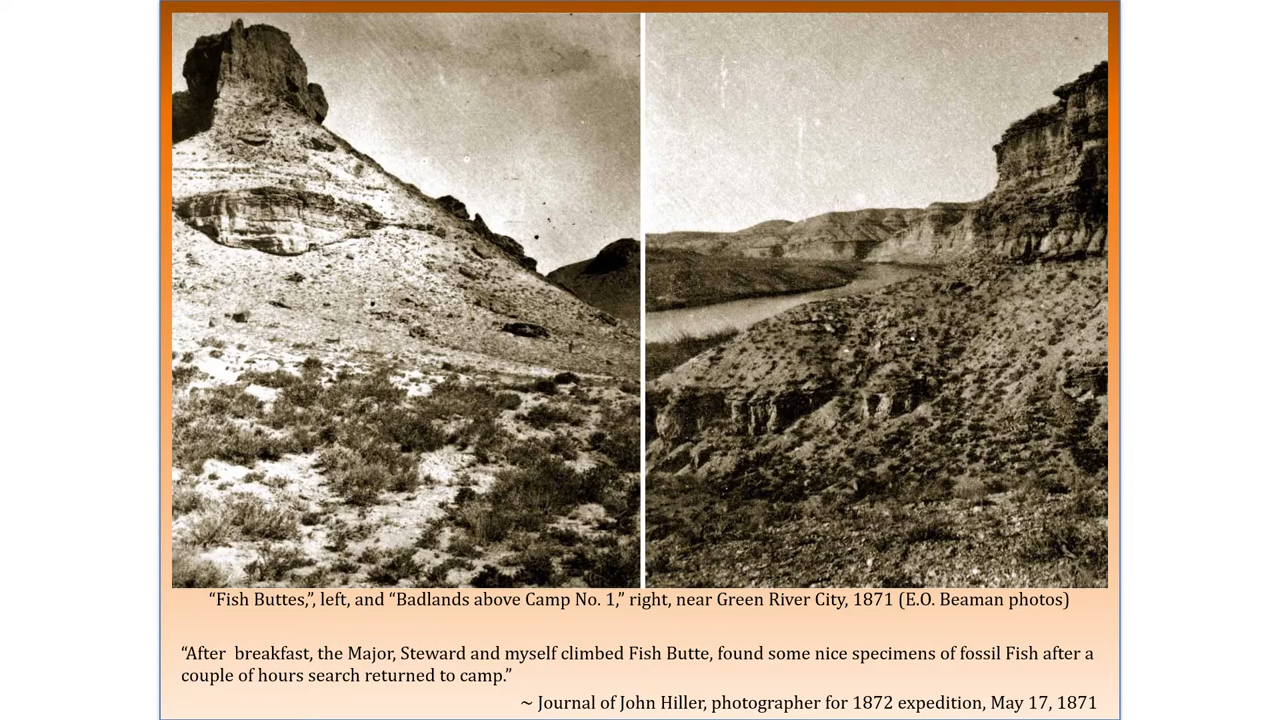 “Fish Buttes,”, left, and “Badlands above Camp No. 1,” right, near Green River City, 1871 (E.O. Beaman photos)
“After  breakfast, the Major, Steward and myself climbed Fish Butte, found some nice specimens of fossil Fish after a
couple of hours search returned to camp.”
~ Journal of John Hiller, photographer for 1872 expedition, May 17, 1871